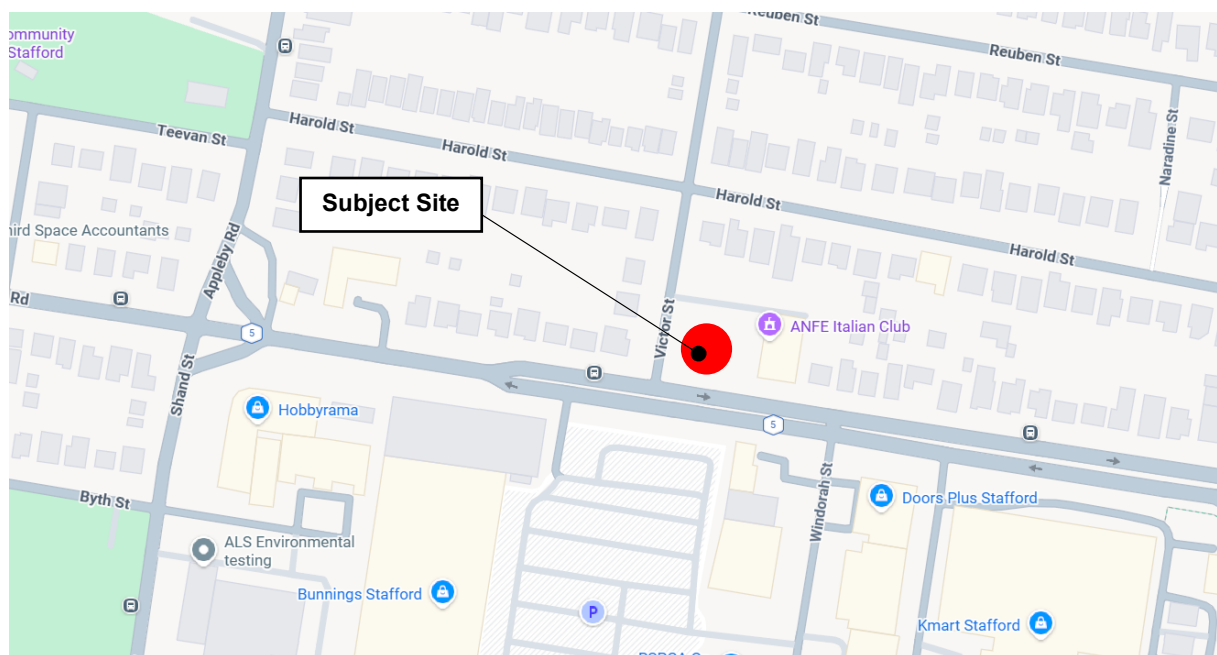 ommunity
Stafford
Reuben St
Reuben St
Teevan St
Harold St
Harold St
Naradine St
Subject Site
Harold St
hird Space Accountants
Appleby Rd
Harold St
Rd
5
Victor St
ANFE Italian Club
Shand St
Hobbyrama
5
Byth St
Windorah St
Doors Plus Stafford
ALS Environmental
testing
Bunnings Stafford
P
Kmart Stafford